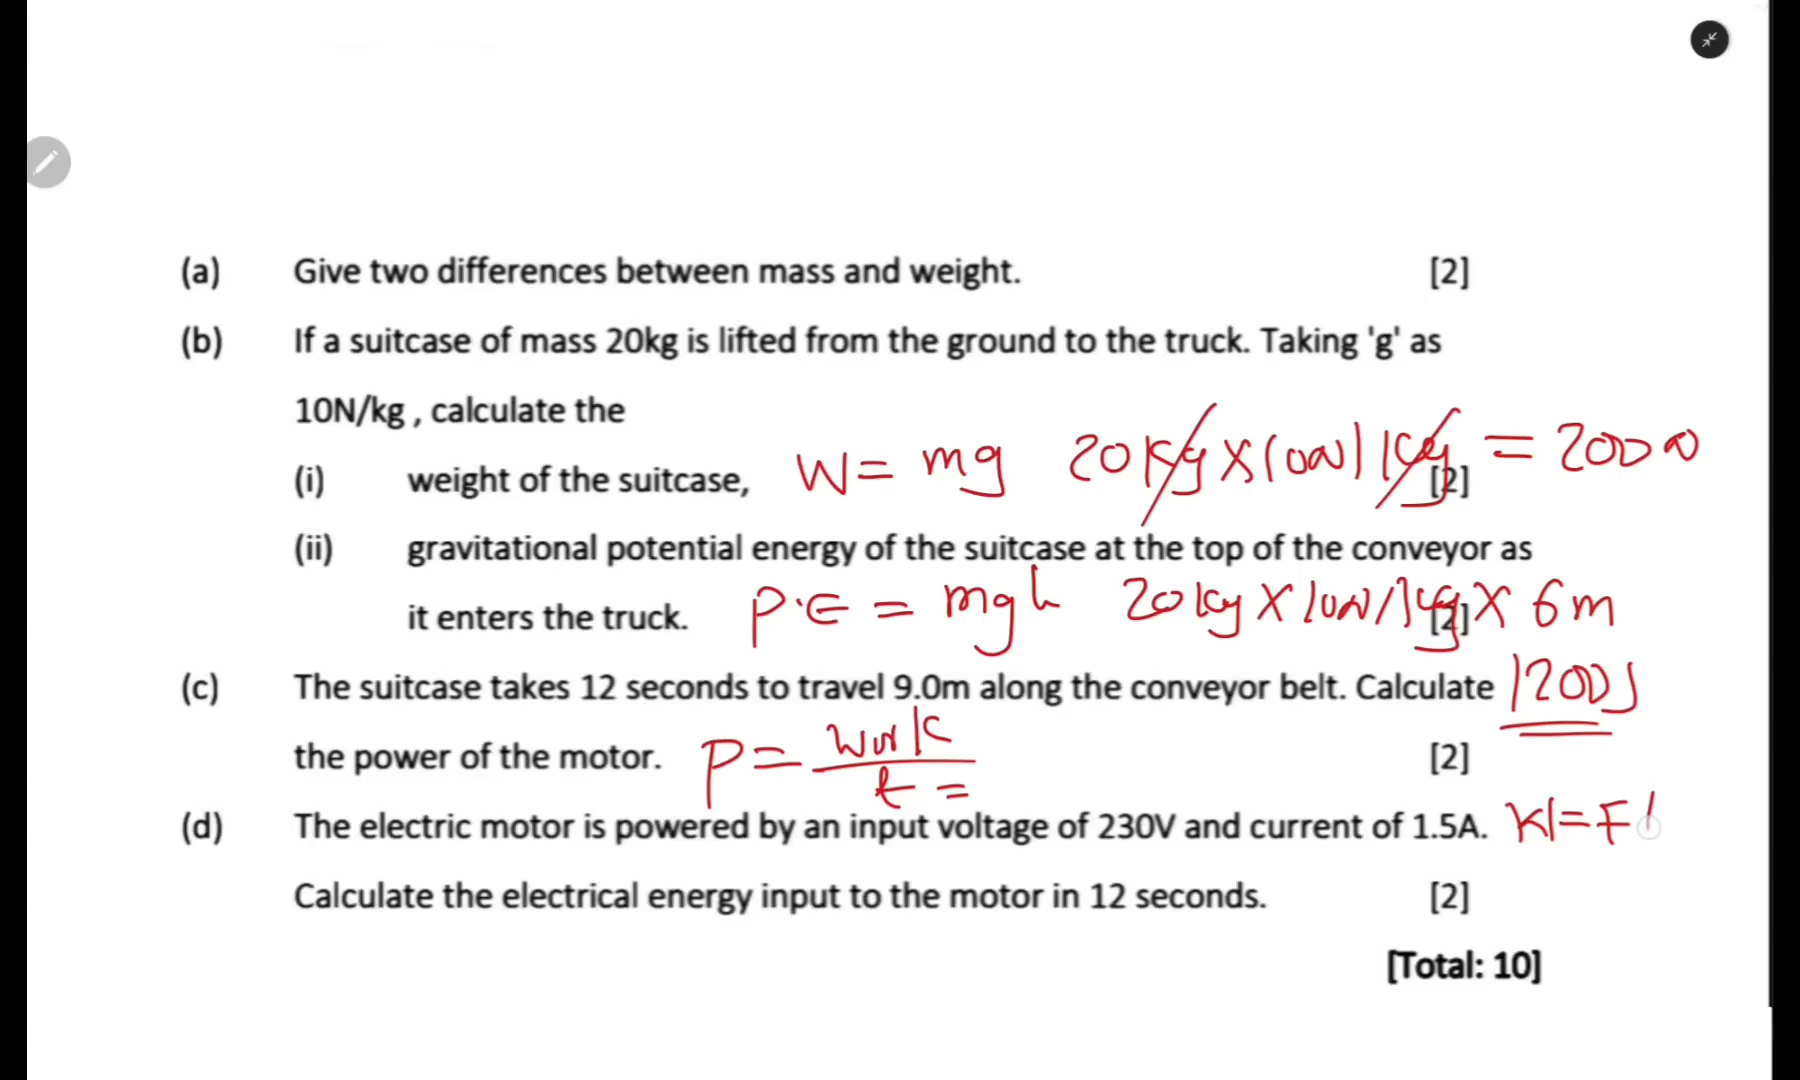 (a) Give two differences between mass and weight. [2]
(b) If a suitcase of mass 20kg is lifted from the ground to the truck. Taking 'g' as
10N/kg , calculate the
(i) weight of the suitcase, W = mg 20kg X 10N/kg = 200N [2]
(ii) gravitational potential energy of the suitcase at the top of the conveyor as
it enters the truck. P.E = mgh 20kg X 10N/kg X 6m [2]
(c) The suitcase takes 12 seconds to travel 9.0m along the conveyor belt. Calculate 1200J
the power of the motor. P = work/t = [2]
(d) The electric motor is powered by an input voltage of 230V and current of 1.5A. W = F
Calculate the electrical energy input to the motor in 12 seconds. [2]
[Total: 10]